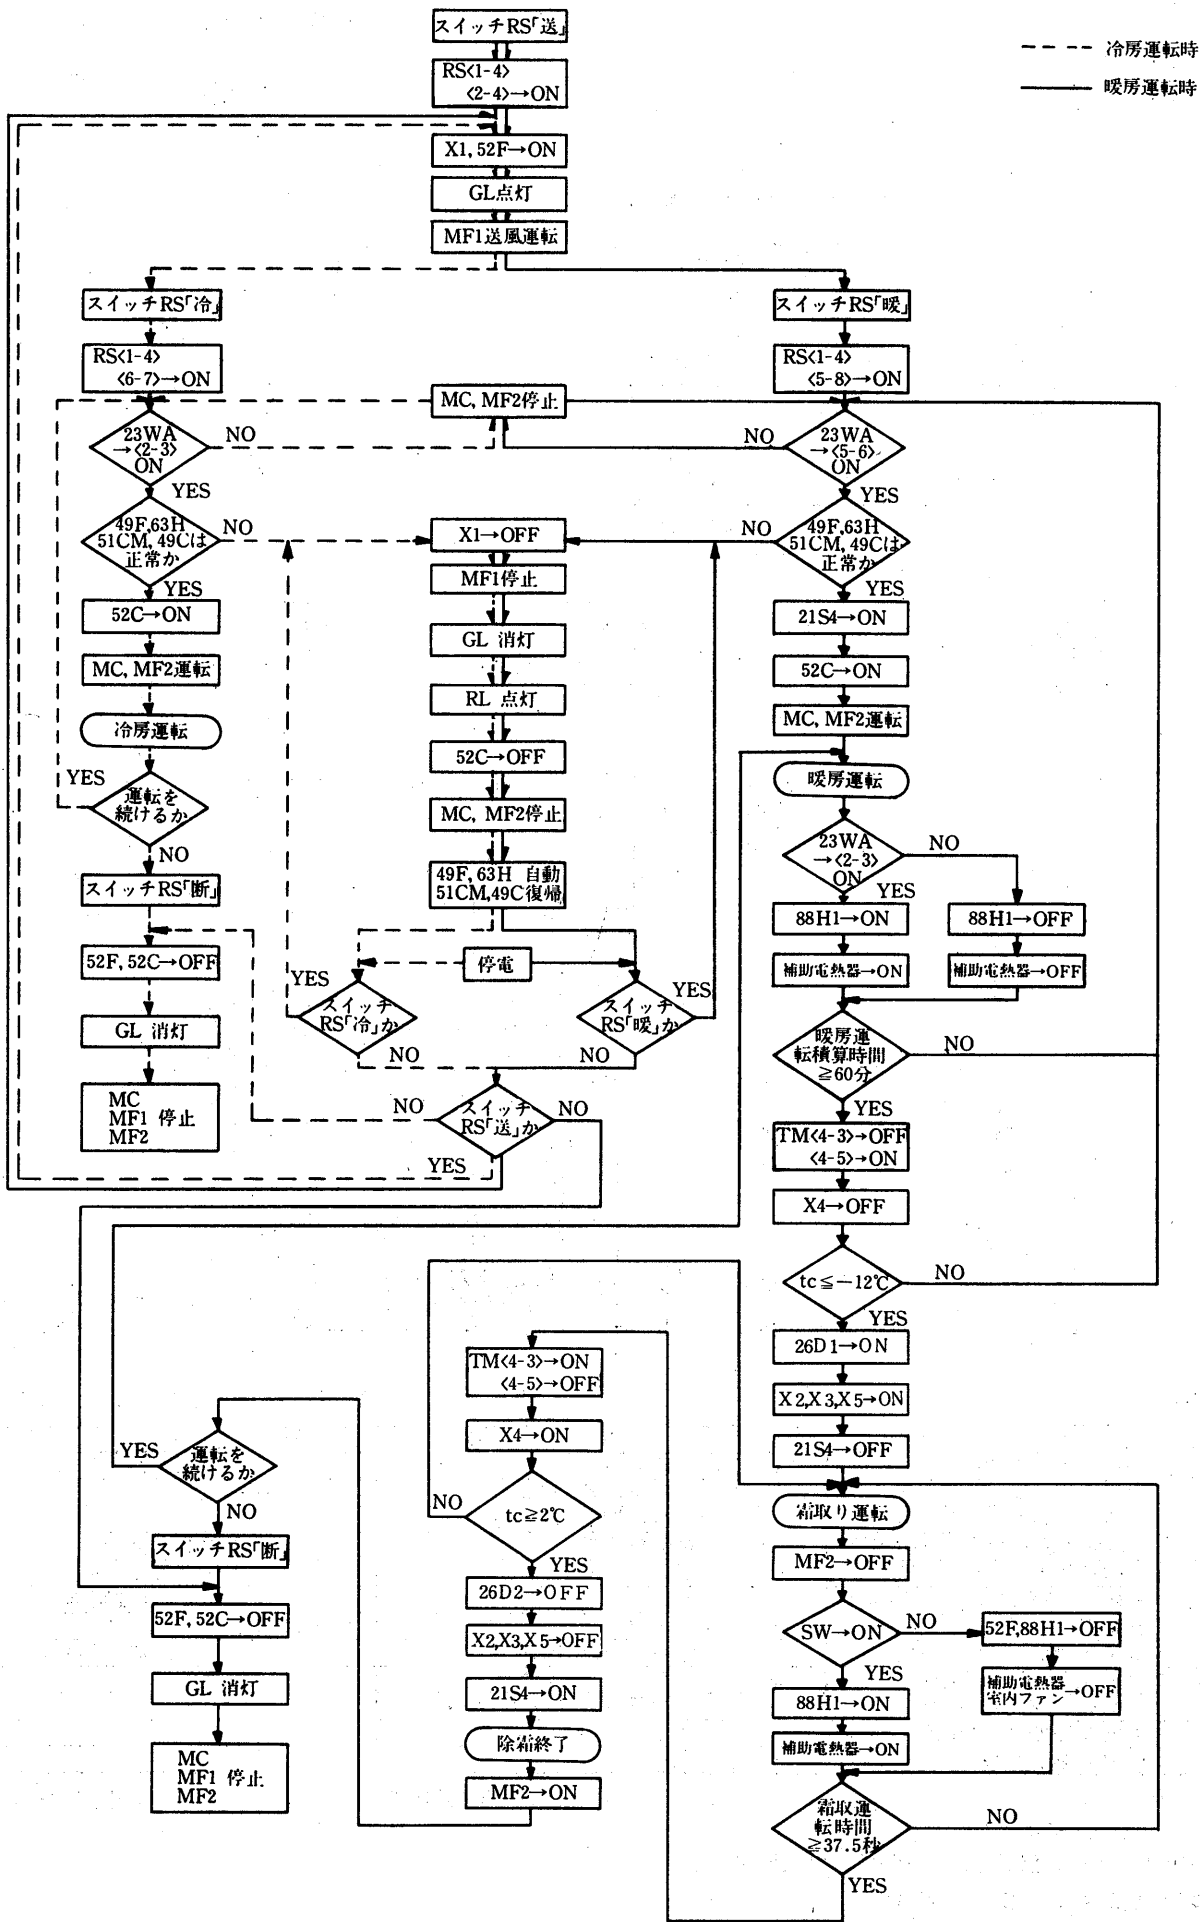 スイッチRS「送」
冷房運転時
暖房運転時
RS<1-4>
<2-4>→ON
X1, 52F→ON
GL点灯
MF1送風運転
スイッチRS「冷」
スイッチRS「暖」
RS<1-4>
<6-7>→ON
RS<1-4>
<5-8>→ON
MC, MF2停止
23WA
→<2-3>
ON
NO
YES
23WA
→<5-6>
ON
NO
YES
49F,63H
51CM, 49Cは
正常か
NO
YES
X1→OFF
49F,63H
51CM, 49Cは
正常か
NO
YES
MF1停止
GL 消灯
RL 点灯
52C→OFF
MC, MF2停止
49F, 63H 自動
51CM,49C 復帰
52C→ON
MC, MF2運転
冷房運転
運転を
続けるか
YES
NO
スイッチRS「断」
52F, 52C→OFF
GL 消灯
MC
MF1 停止
MF2
21S4→ON
52C→ON
MC, MF2運転
暖房運転
23WA
→<2-3>
ON
NO
YES
88H1→ON
88H1→OFF
補助電熱器→ON
補助電熱器→OFF
停電
スイッチ
RS「冷」か
YES
NO
スイッチ
RS「暖」か
YES
NO
スイッチ
RS「送」か
NO
NO
YES
暖房運
転積算時間
≧60分
NO
YES
TM<4-3>→OFF
<4-5>→ON
X4→OFF
tc≦−12℃
NO
YES
26D1→ON
X2,X3,X5→ON
21S4→OFF
霜取り運転
MF2→OFF
SW→ON
NO
YES
52F,88H1→OFF
補助電熱器
室内ファン→OFF
88H1→ON
補助電熱器→ON
霜取運
転時間
≧37.5秒
NO
YES
TM<4-3>→ON
<4-5>→OFF
X4→ON
tc≧2℃
NO
YES
26D2→OFF
X2,X3,X5→OFF
21S4→ON
除霜終了
MF2→ON
運転を
続けるか
YES
NO
スイッチRS「断」
52F, 52C→OFF
GL 消灯
MC
MF1 停止
MF2